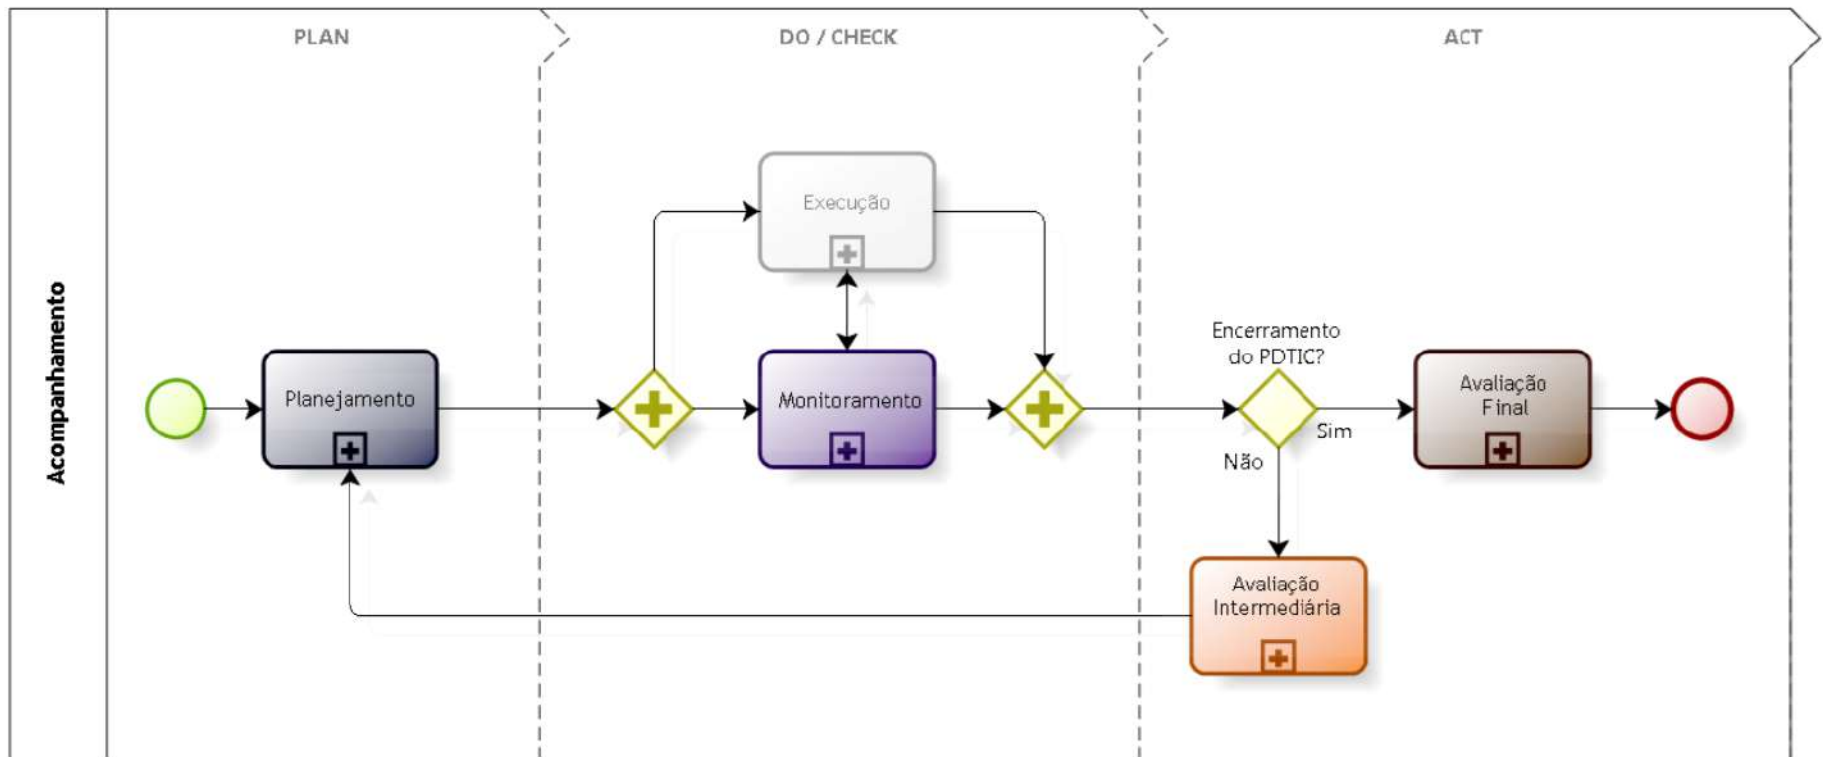 PLAN
DO / CHECK
ACT
Acompanhamento
Planejamento
Execução
Monitoramento
Encerramento
do PDTIC?
Sim
Não
Avaliação
Final
Avaliação
Intermediária